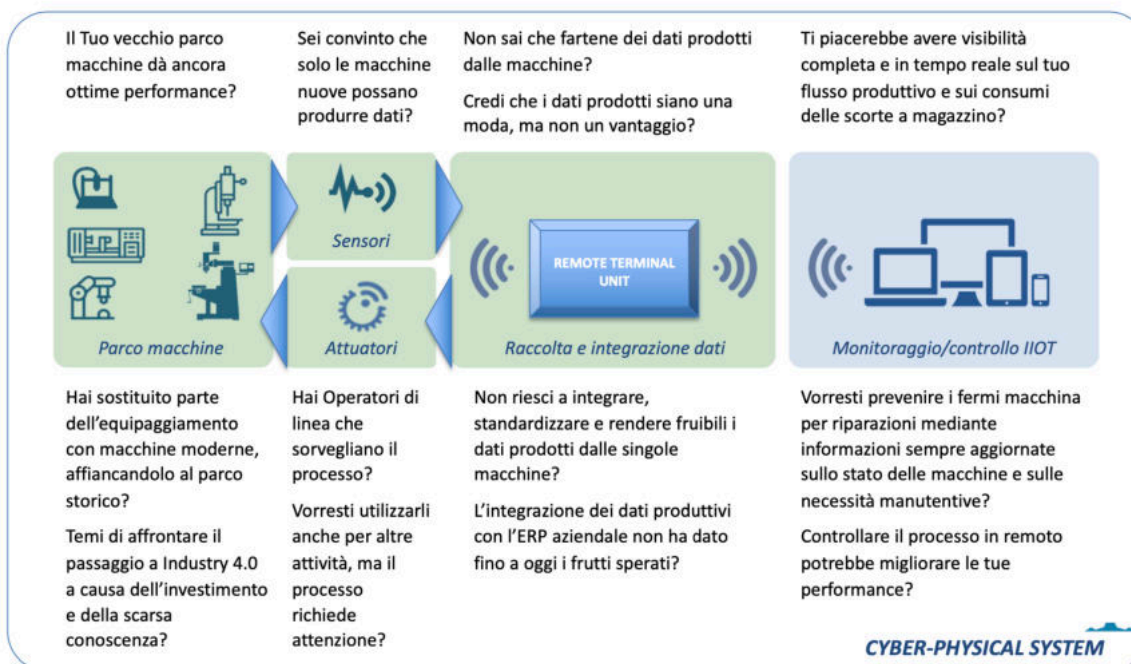 Il Tuo vecchio parco
macchine dà ancora
ottime performance?
Sei convinto che
solo le macchine
nuove possano
produrre dati?
Non sai che fartene dei dati prodotti
dalle macchine?
Credi che i dati prodotti siano una
moda, ma non un vantaggio?
Ti piacerebbe avere visibilità
completa e in tempo reale sul tuo
flusso produttivo e sui consumi
delle scorte a magazzino?
Parco macchine
Sensori
Attuatori
REMOTE TERMINAL
UNIT
Raccolta e integrazione dati
Monitoraggio/controllo IIOT
Hai sostituito parte
dell'equipaggiamento
con macchine moderne,
affiancandolo al parco
storico?
Temi di affrontare il
passaggio a Industry 4.0
a causa dell'investimento
e della scarsa
conoscenza?
Hai Operatori di
linea che
sorvegliano il
processo?
Vorresti utilizzarli
anche per altre
attività, ma il
processo
richiede
attenzione?
Non riesci a integrare,
standardizzare e rendere fruibili i
dati prodotti dalle singole
macchine?
L'integrazione dei dati produttivi
con l'ERP aziendale non ha dato
fino a oggi i frutti sperati?
Vorresti prevenire i fermi macchina
per riparazioni mediante
informazioni sempre aggiornate
sullo stato delle macchine e sulle
necessità manutentive?
Controllare il processo in remoto
potrebbe migliorare le tue
performance?
CYBER-PHYSICAL SYSTEM